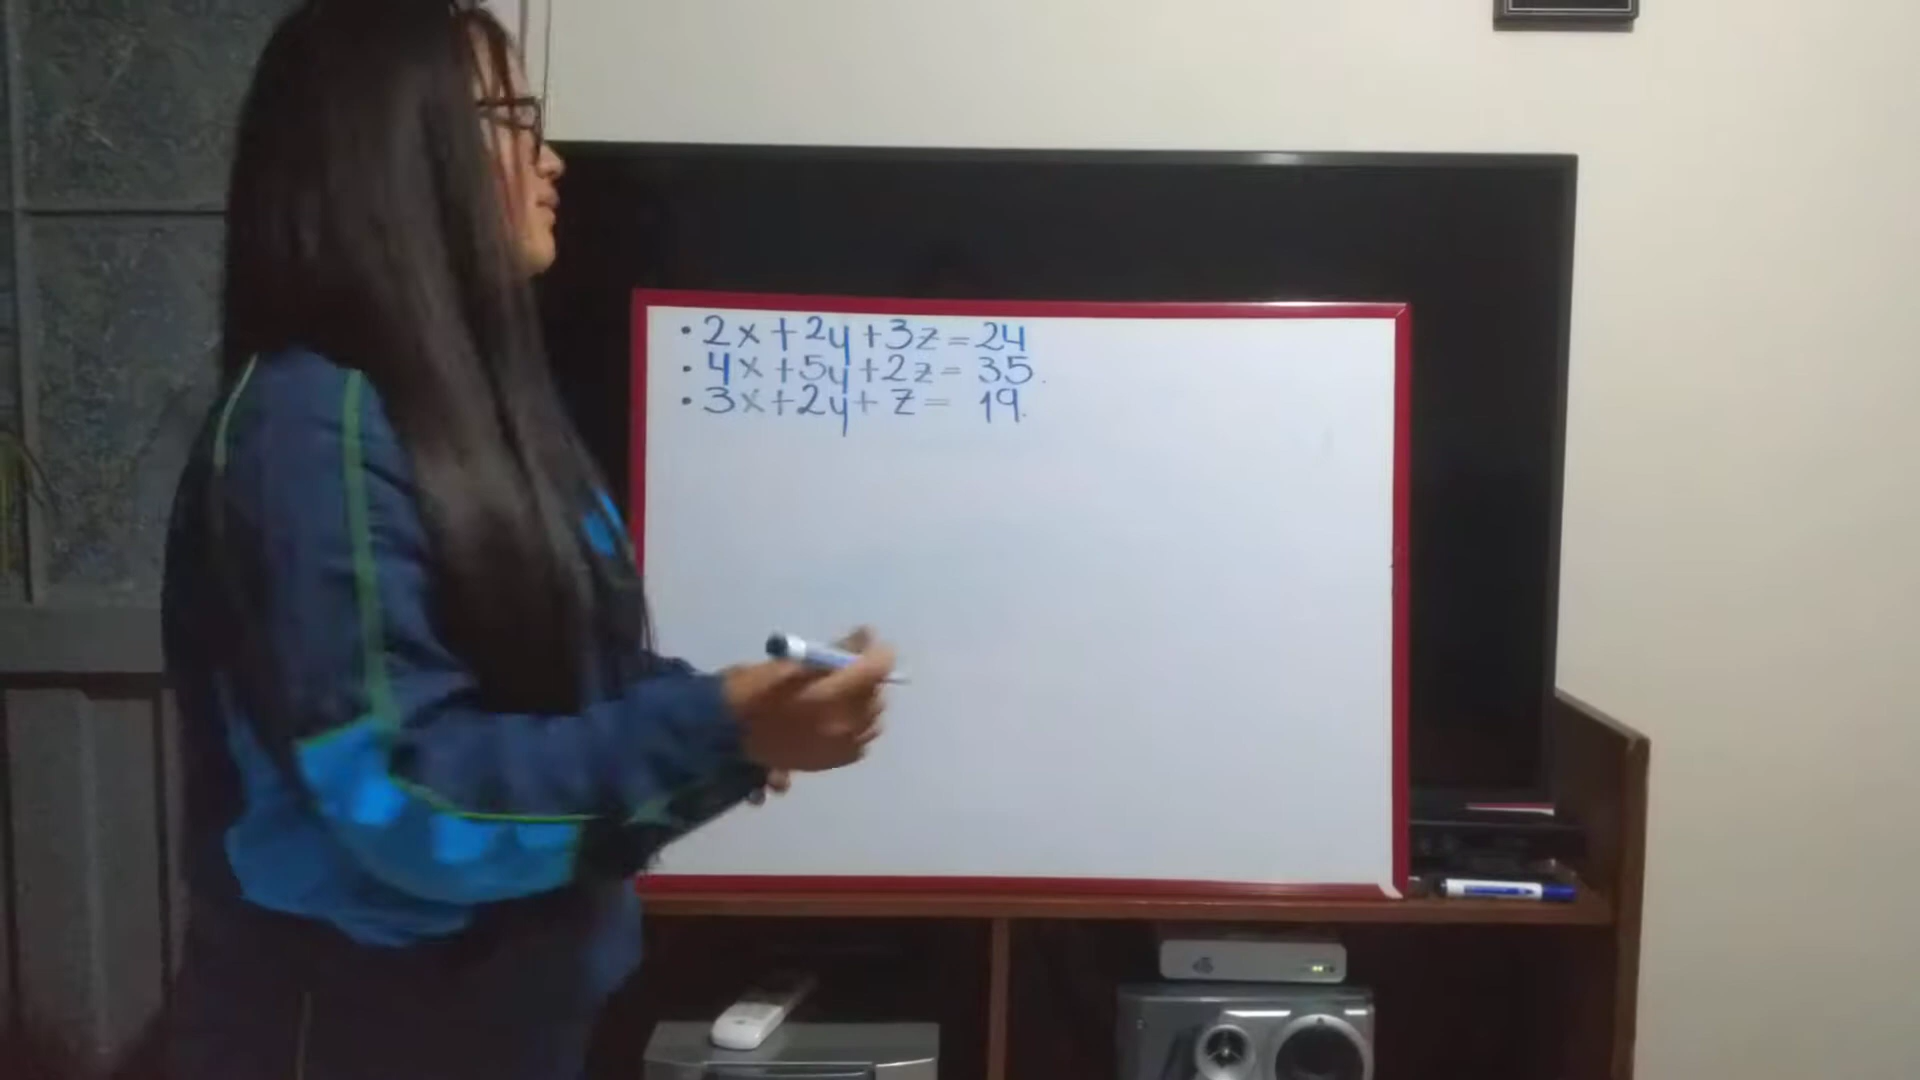 • 2x+2y+3z=24
• 4x+5y+2z=35.
• 3x+2y+z=19.